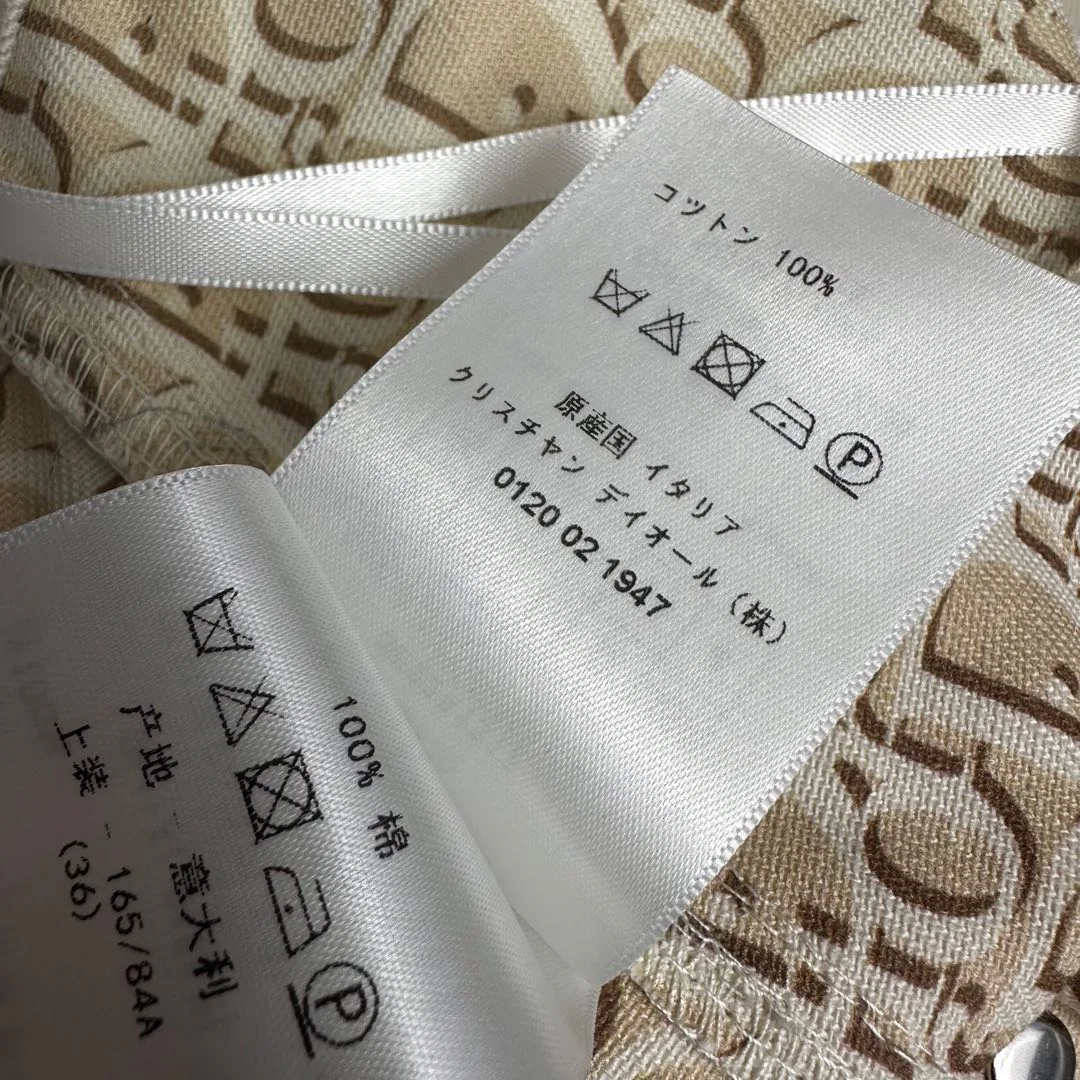 コットン 100%
P
原産国 イタリア
クリスチャン ディオール (株)
0120 02 1947
100% 棉
P
产地 - 意大利
上装 - 165/84A
(36)